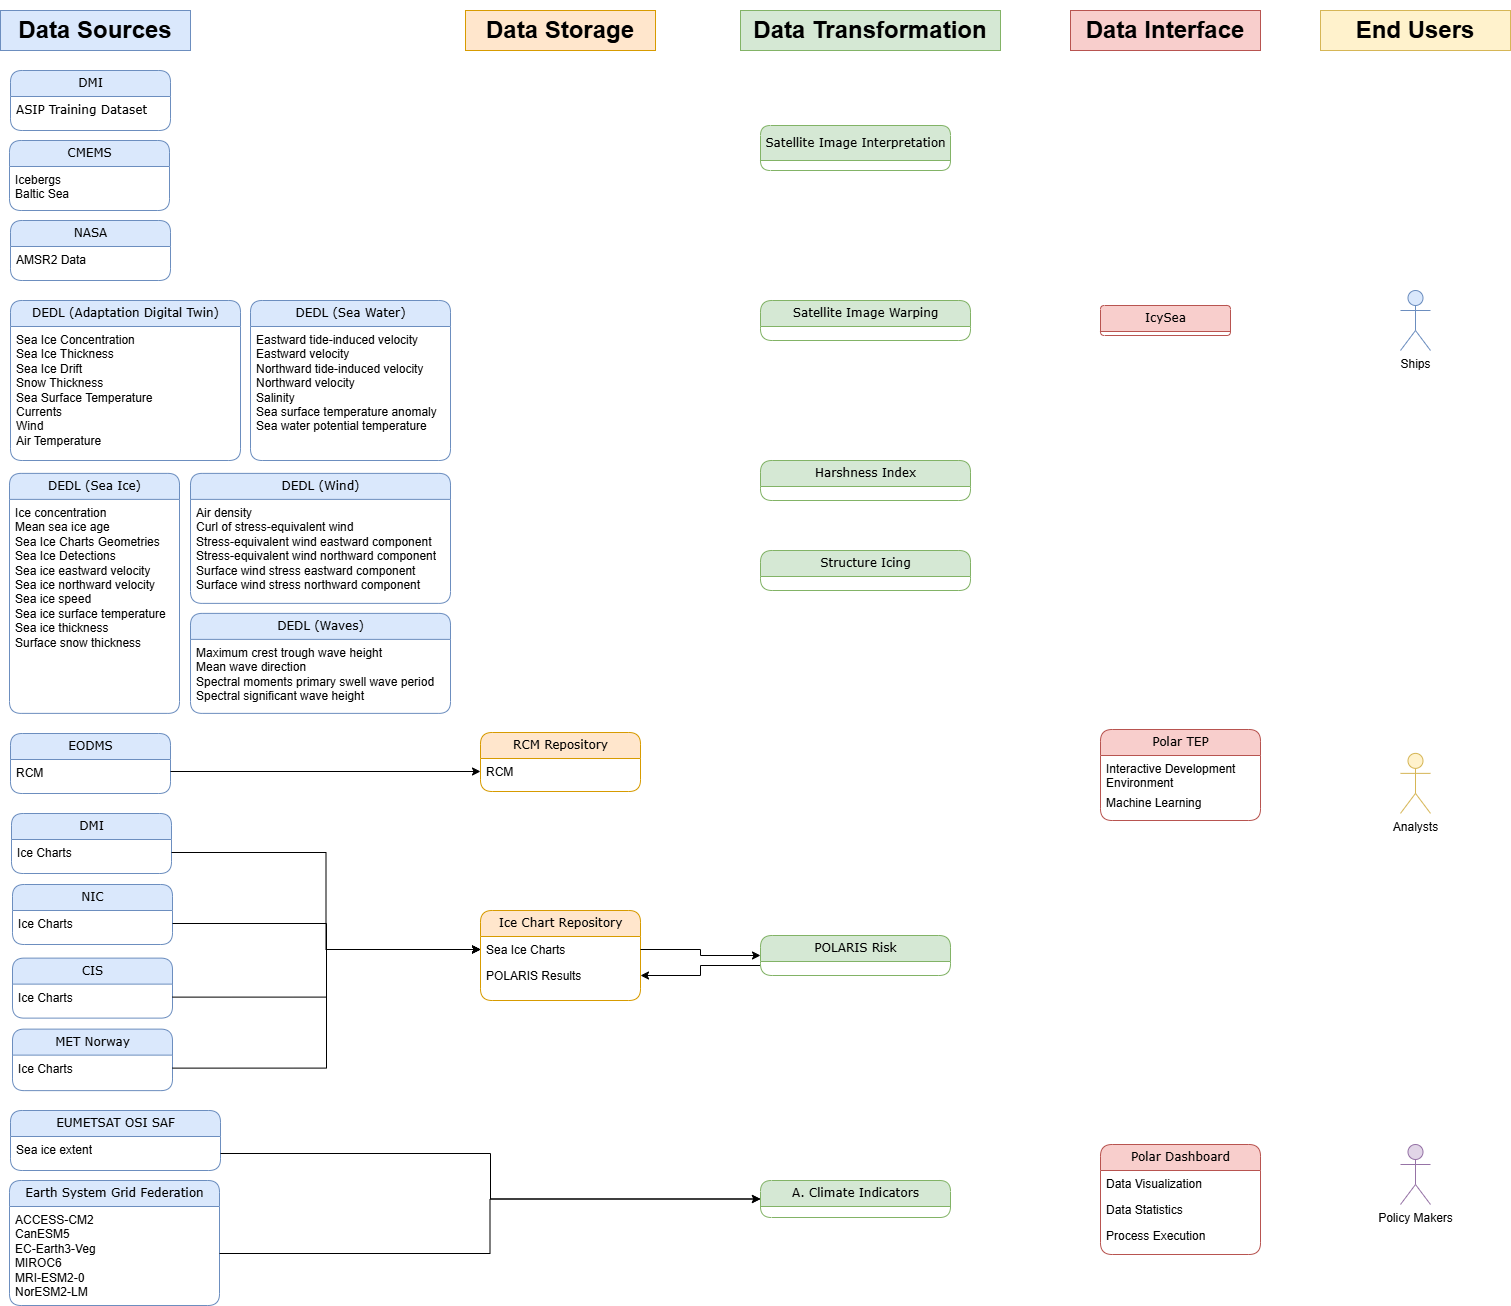 Data Sources
Data Storage
Data Transformation
Data Interface
End Users
DMI
ASIP Training Dataset
CMEMS
Icebergs
Baltic Sea
NASA
AMSR2 Data
DEDL (Adaptation Digital Twin)
Sea Ice Concentration
Sea Ice Thickness
Sea Ice Drift
Snow Thickness
Sea Surface Temperature
Currents
Wind
Air Temperature
DEDL (Sea Water)
Eastward tide-induced velocity
Eastward velocity
Northward tide-induced velocity
Northward velocity
Salinity
Sea surface temperature anomaly
Sea water potential temperature
DEDL (Sea Ice)
Ice concentration
Mean sea ice age
Sea Ice Charts Geometries
Sea Ice Detections
Sea ice eastward velocity
Sea ice northward velocity
Sea ice speed
Sea ice surface temperature
Sea ice thickness
Surface snow thickness
DEDL (Wind)
Air density
Curl of stress-equivalent wind
Stress-equivalent wind eastward component
Stress-equivalent wind northward component
Surface wind stress eastward component
Surface wind stress northward component
DEDL (Waves)
Maximum crest trough wave height
Mean wave direction
Spectral moments primary swell wave period
Spectral significant wave height
EODMS
RCM
DMI
Ice Charts
NIC
Ice Charts
CIS
Ice Charts
MET Norway
Ice Charts
EUMETSAT OSI SAF
Sea ice extent
Earth System Grid Federation
ACCESS-CM2
CanESM5
EC-Earth3-Veg
MIROC6
MRI-ESM2-0
NorESM2-LM
RCM Repository
RCM
Ice Chart Repository
Sea Ice Charts
POLARIS Results
Satellite Image Interpretation
Satellite Image Warping
Harshness Index
Structure Icing
POLARIS Risk
A. Climate Indicators
IcySea
Polar TEP
Interactive Development
Environment
Machine Learning
Polar Dashboard
Data Visualization
Data Statistics
Process Execution
Ships
Analysts
Policy Makers